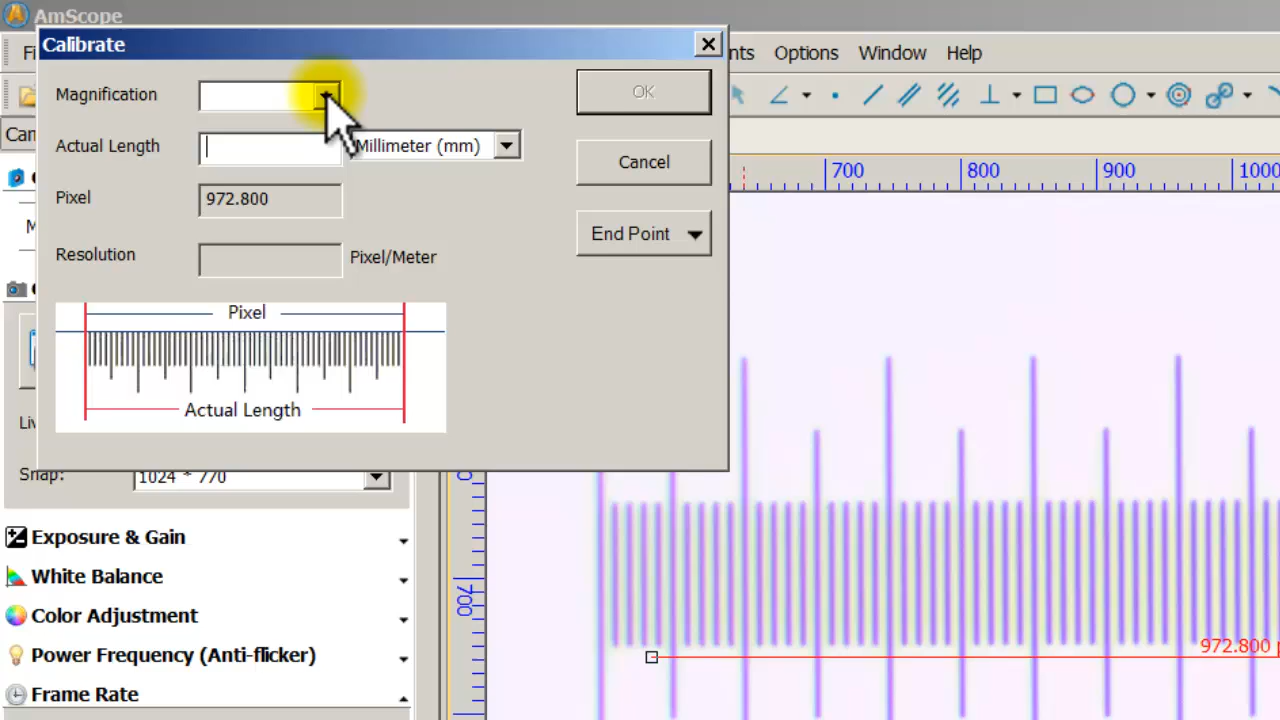 AmScope
Calibrate
nts Options Window Help
Magnification
OK
Actual Length Millimeter (mm)
Cancel
Pixel 972.800
End Point
Resolution Pixel/Meter
Pixel
Actual Length
700 800 900 1000
Snap: 1024 * 770
Exposure & Gain
White Balance
Color Adjustment
Power Frequency (Anti-flicker)
Frame Rate
700
972.800 p